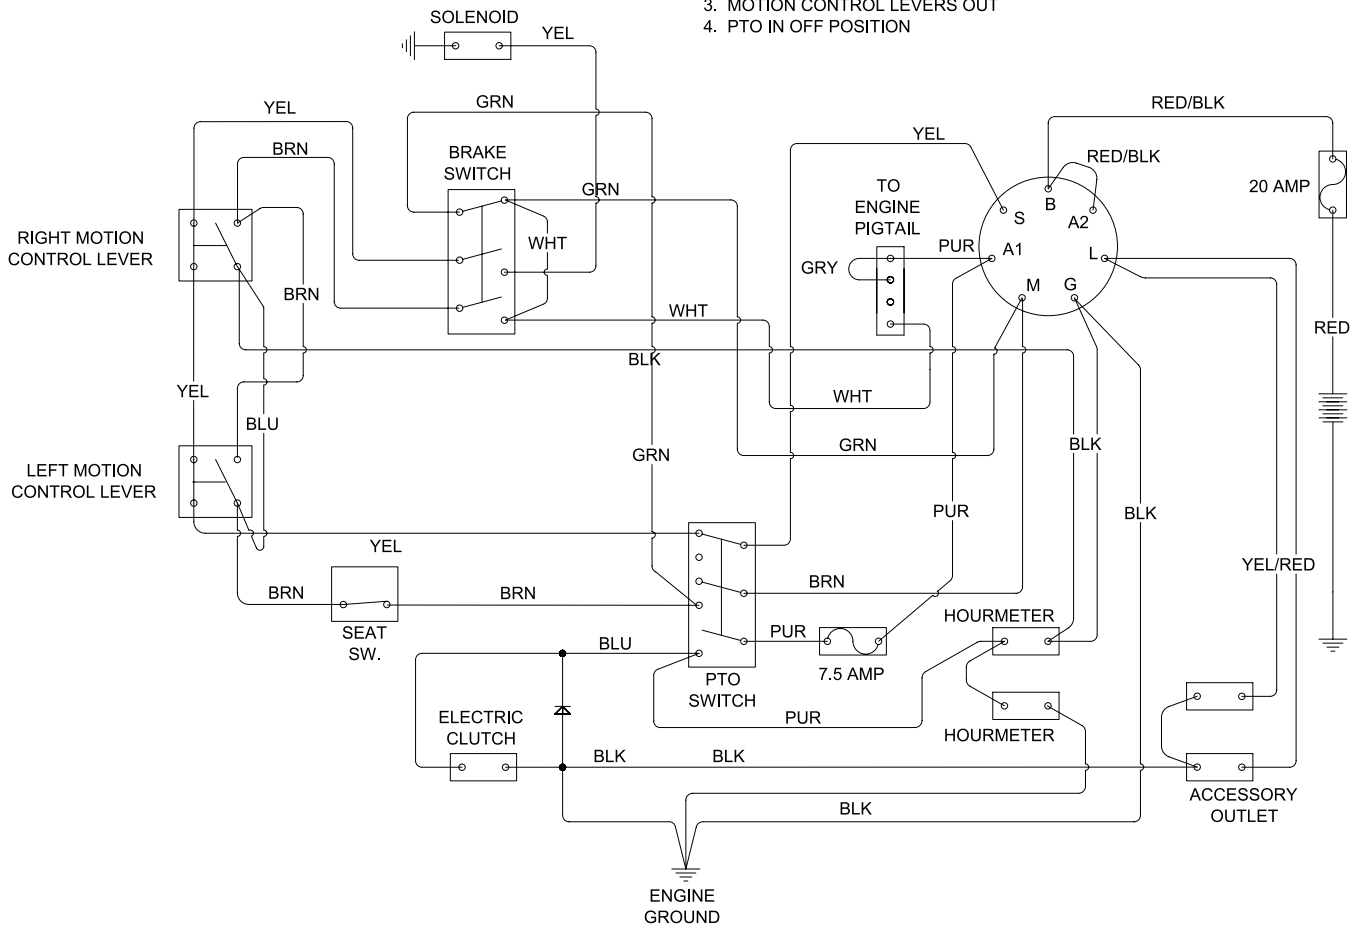 3. MOTION CONTROL LEVERS OUT
4. PTO IN OFF POSITION
SOLENOID
YEL
YEL
GRN
RED/BLK
BRN
BRAKE
SWITCH
YEL
RED/BLK
GRN
TO
ENGINE
PIGTAIL
20 AMP
B
S
A2
RIGHT MOTION
CONTROL LEVER
WHT
PUR
A1
L
GRY
BRN
M
G
WHT
RED
BLK
YEL
WHT
BLU
GRN
BLK
LEFT MOTION
CONTROL LEVER
GRN
PUR
BLK
YEL
YEL/RED
BRN
BRN
BRN
HOURMETER
SEAT
SW.
BLU
PUR
7.5 AMP
PTO
SWITCH
PUR
ELECTRIC
CLUTCH
HOURMETER
BLK
BLK
ACCESSORY
OUTLET
BLK
ENGINE
GROUND